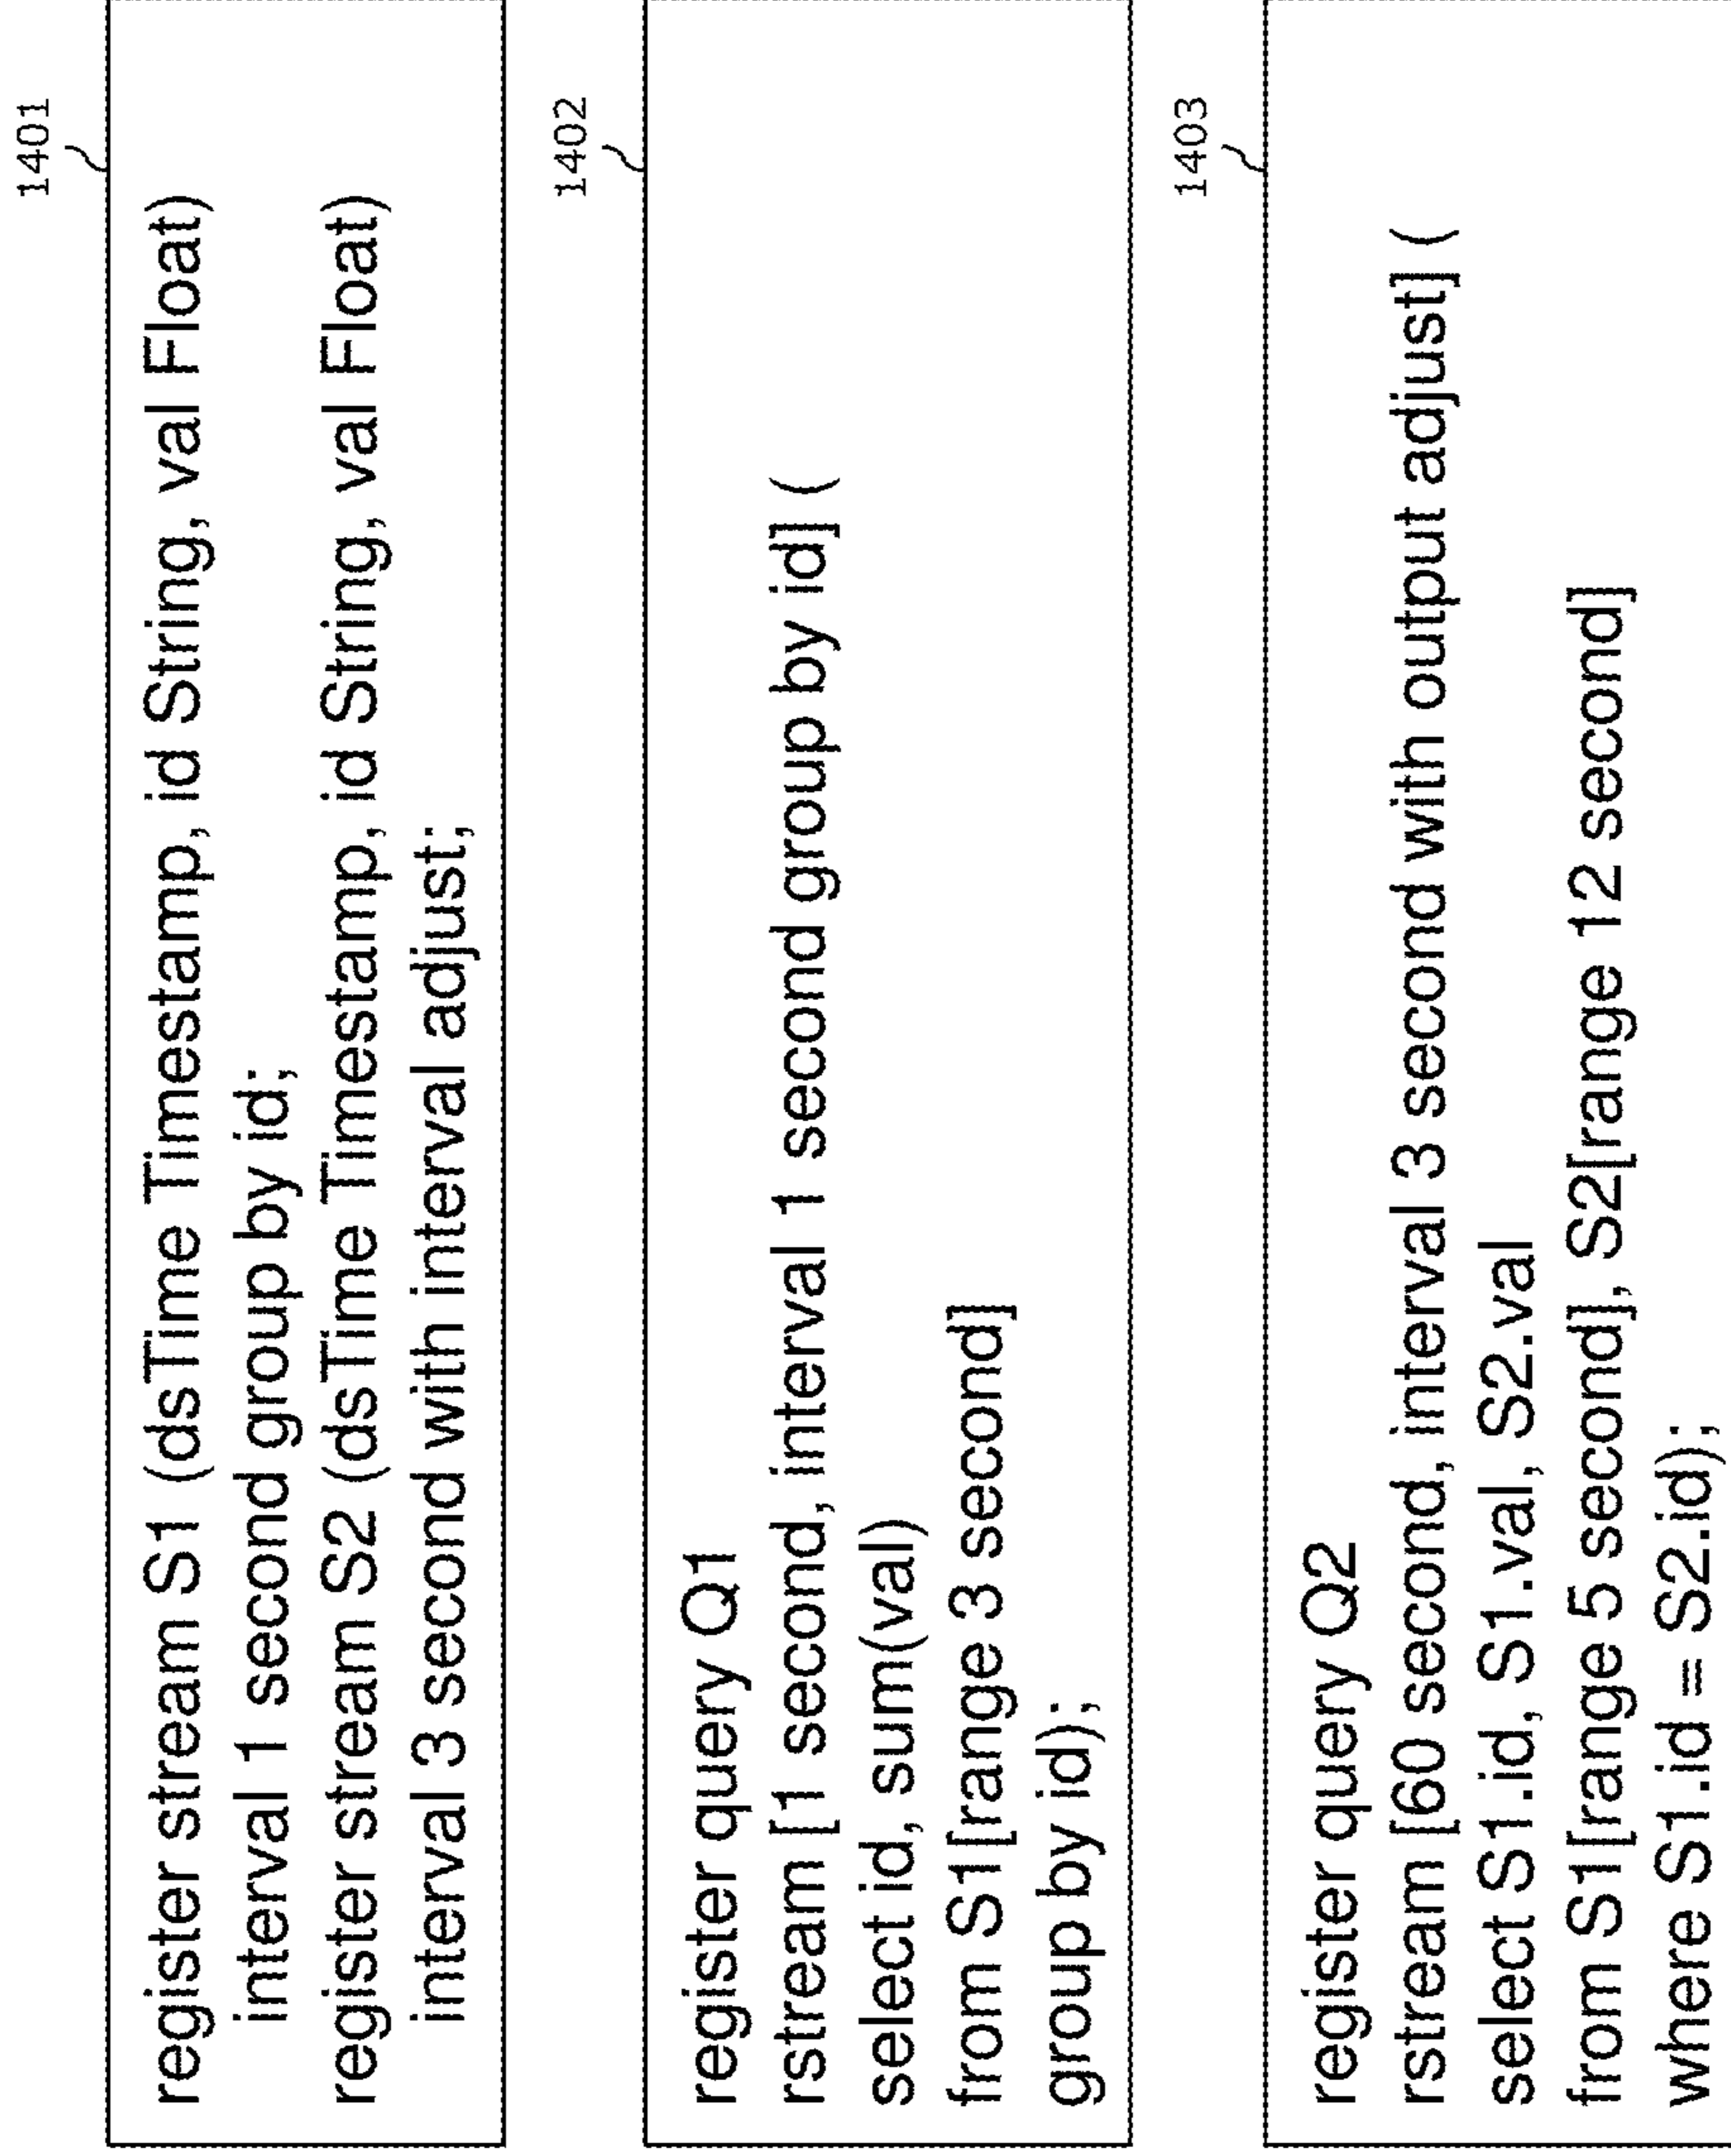 1401
register stream S1 (dsTime Timestamp, id String, val Float)
interval 1 second group by id;
register stream S2 (dsTime Timestamp, id String, val Float)
interval 3 second with interval adjust;
1402
register query Q1
rstream [1 second, interval 1 second group by id] (
select id, sum(val)
from S1[range 3 second]
group by id);
1403
register query Q2
rstream [60 second, interval 3 second with output adjust] (
select S1.id, S1.val, S2.val
from S1[range 5 second], S2[range 12 second]
where S1.id = S2.id);